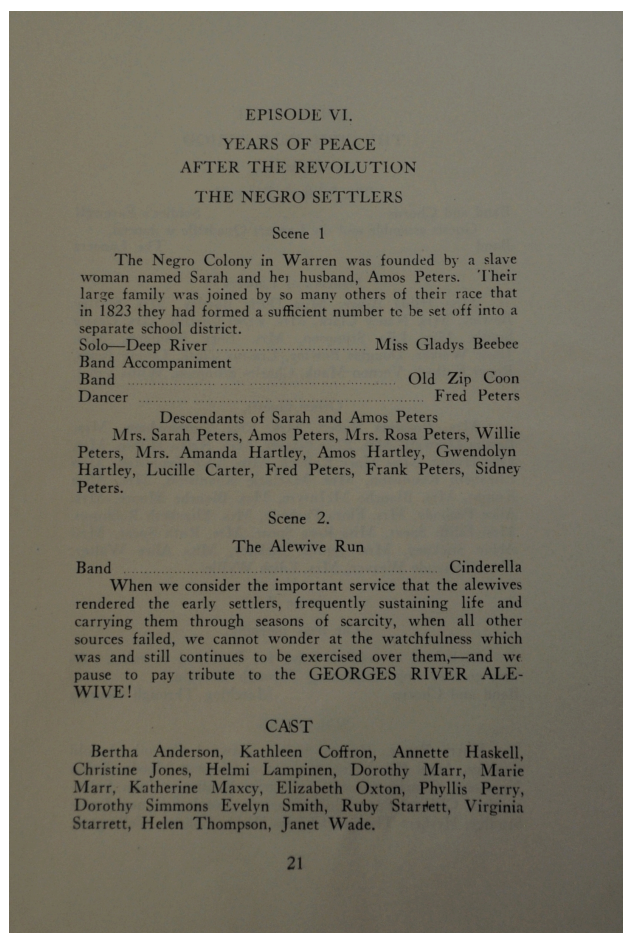 EPISODE VI.
YEARS OF PEACE
AFTER THE REVOLUTION
THE NEGRO SETTLERS
Scene 1
The Negro Colony in Warren was founded by a slave
woman named Sarah and her husband, Amos Peters. Their
large family was joined by so many others of their race that
in 1823 they had formed a sufficient number to be set off into a
separate school district.
Solo—Deep River ........................................ Miss Gladys Beebee
Band Accompaniment
Band ........................................ Old Zip Coon
Dancer ........................................ Fred Peters
Descendants of Sarah and Amos Peters
Mrs. Sarah Peters, Amos Peters, Mrs. Rosa Peters, Willie
Peters, Mrs. Amanda Hartley, Amos Hartley, Gwendolyn
Hartley, Lucille Carter, Fred Peters, Frank Peters, Sidney
Peters.
Scene 2.
The Alewive Run
Band ........................................ Cinderella
When we consider the important service that the alewives
rendered the early settlers, frequently sustaining life and
carrying them through seasons of scarcity, when all other
sources failed, we cannot wonder at the watchfulness which
was and still continues to be exercised over them,—and we
pause to pay tribute to the GEORGES RIVER ALE-
WIVE!
CAST
Bertha Anderson, Kathleen Coffron, Annette Haskell,
Christine Jones, Helmi Lampinen, Dorothy Marr, Marie
Marr, Katherine Maxcy, Elizabeth Oxton, Phyllis Perry,
Dorothy Simmons Evelyn Smith, Ruby Starrett, Virginia
Starrett, Helen Thompson, Janet Wade.
21